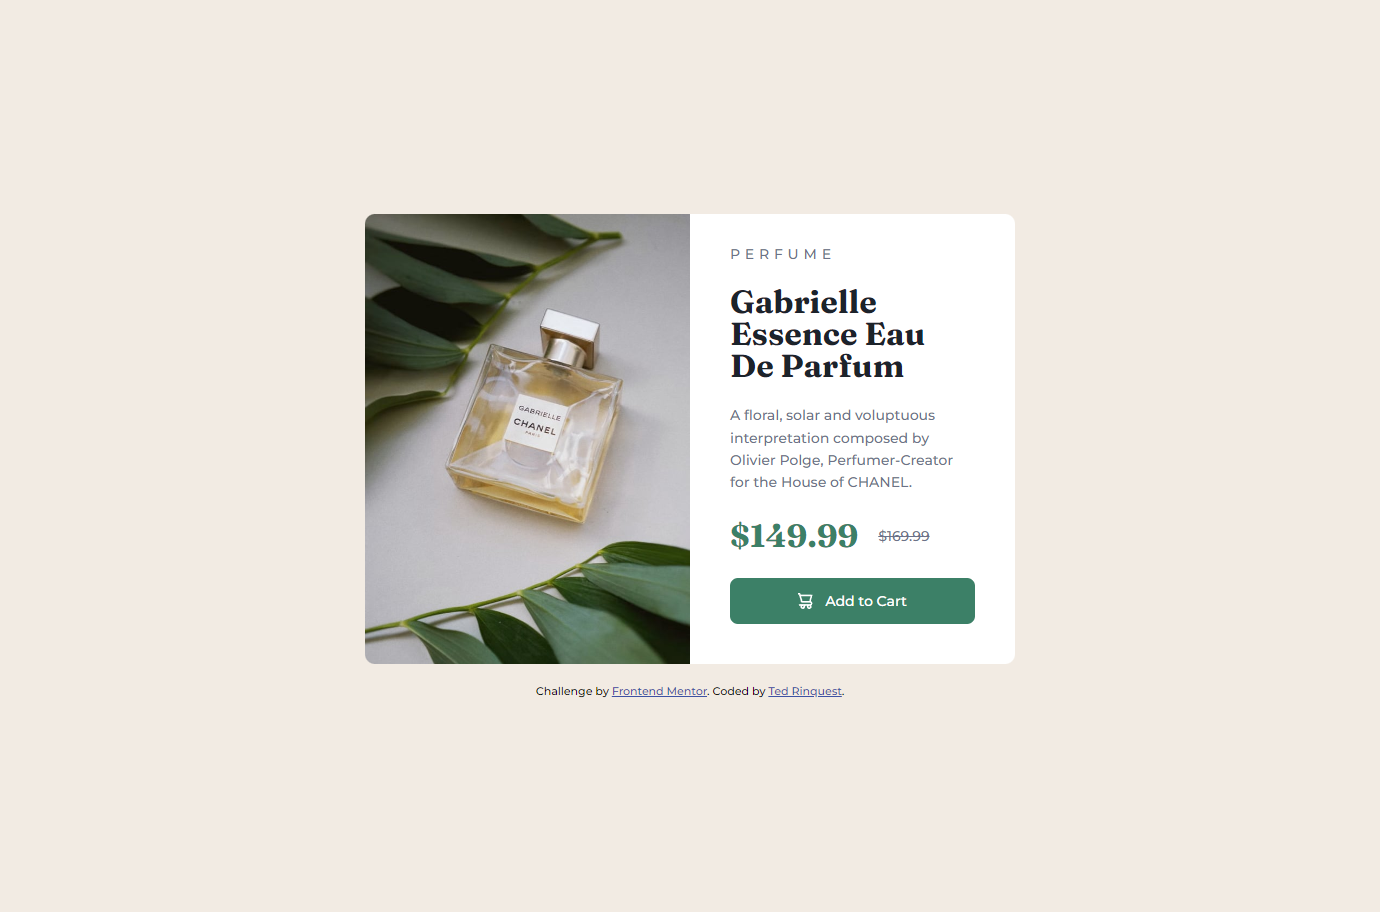 GABRIELLE
CHANEL
PARIS
PERFUME
Gabrielle
Essence Eau
De Parfum
A floral, solar and voluptuous
interpretation composed by
Olivier Polge, Perfumer-Creator
for the House of CHANEL.
$149.99 $169.99
Add to Cart
Challenge by Frontend Mentor. Coded by Ted Rinquest.